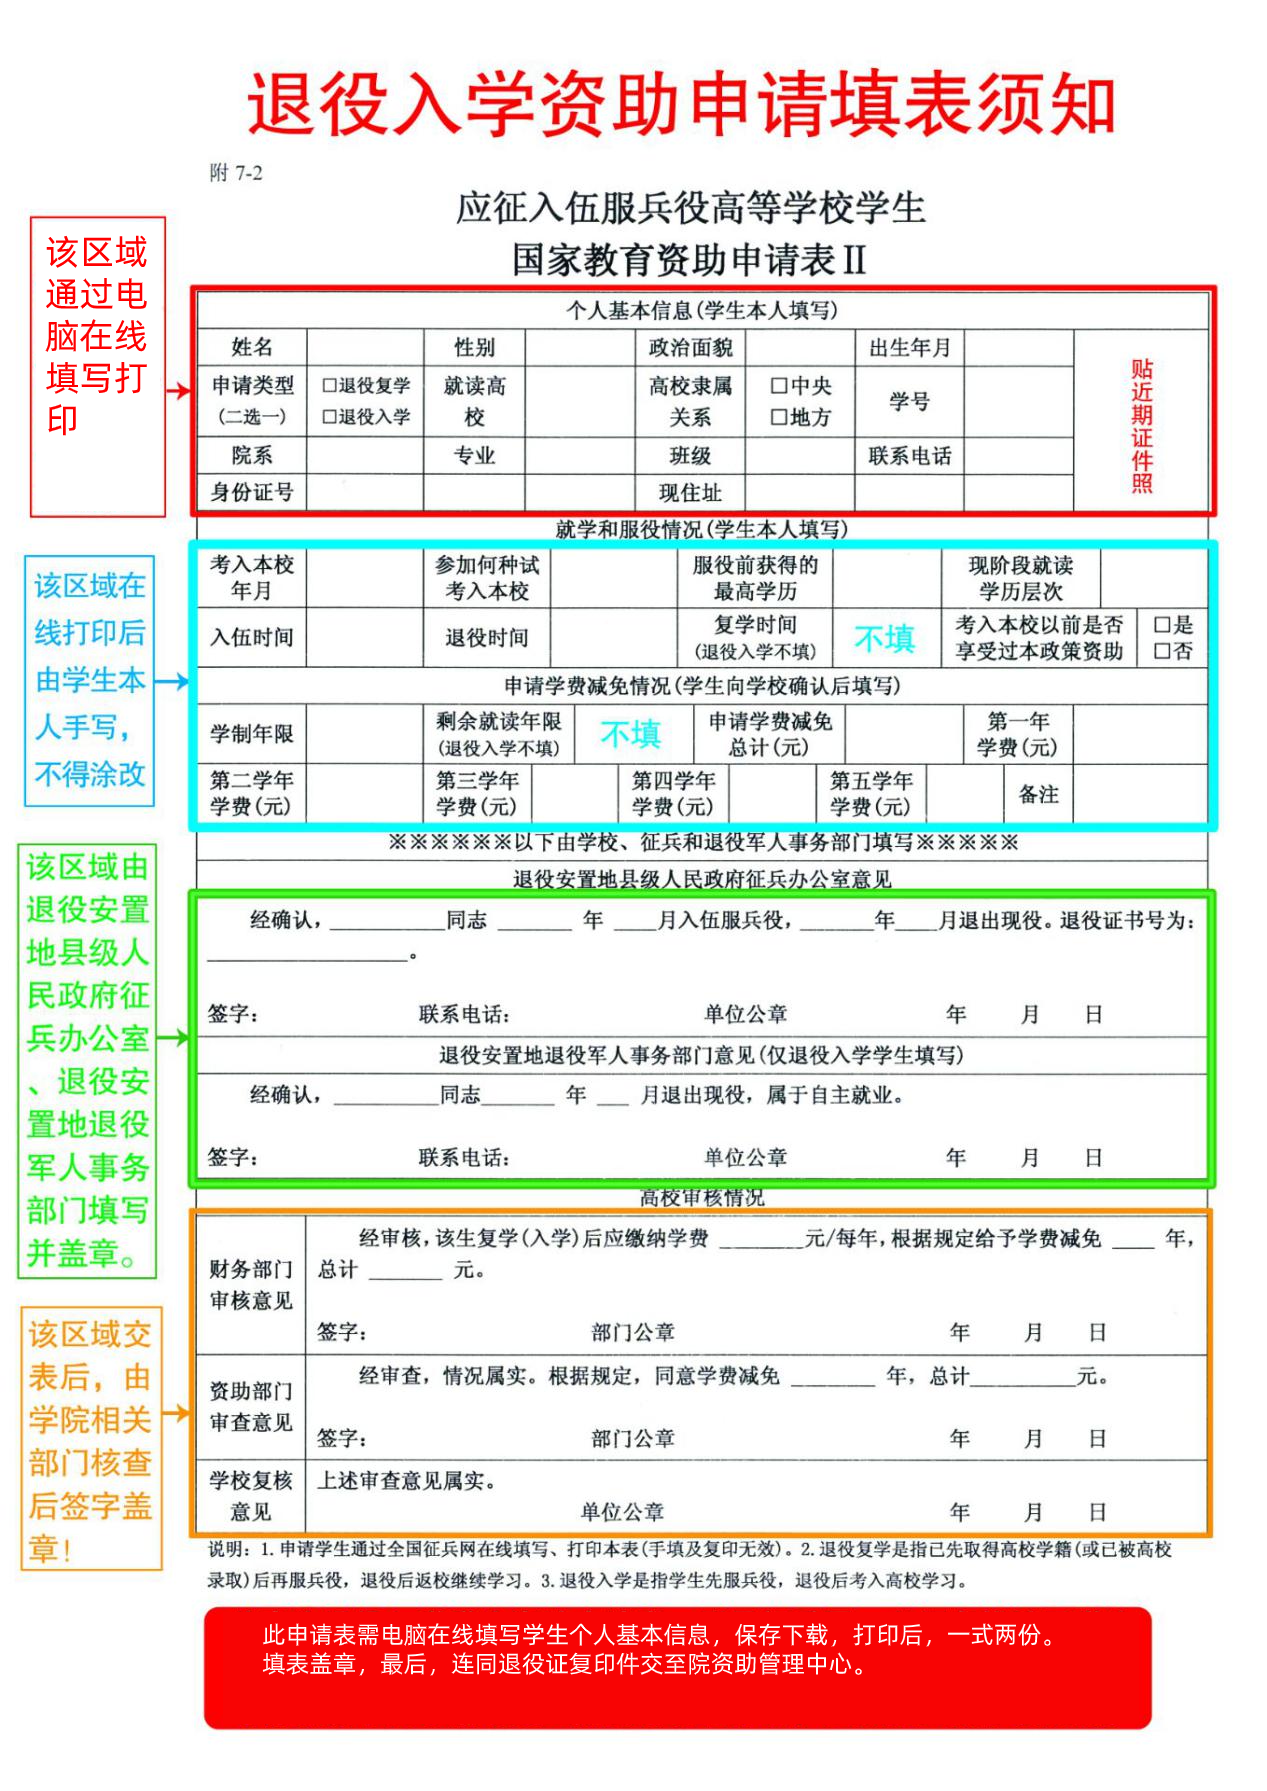 退役入学资助申请填表须知
附 7-2
应征入伍服兵役高等学校学生
国家教育资助申请表Ⅱ
该区域
通过电
脑在线
填写打
印
个人基本信息(学生本人填写)
姓名 性别 政治面貌 出生年月
申请类型 □退役复学 就读高 高校隶属 □中央 学号
(二选一) □退役入学 校 关系 □地方
院系 专业 班级 联系电话
身份证号 现住址
贴近期证件照
就学和服役情况(学生本人填写)
该区域在
线打印后
由学生本
人手写，
不得涂改
考入本校 参加何种试 服役前获得的 现阶段就读
年月 考入本校 最高学历 学历层次
入伍时间 退役时间 复学时间 不填 考入本校以前是否 □是
(退役入学不填) 享受过本政策资助 □否
申请学费减免情况(学生向学校确认后填写)
学制年限 剩余就读年限 不填 申请学费减免 第一年
(退役入学不填) 总计(元) 学费(元)
第二学年 第三学年 第四学年 第五学年 备注
学费(元) 学费(元) 学费(元) 学费(元)
※※※※※※以下由学校、征兵和退役军人事务部门填写※※※※※
退役安置地县级人民政府征兵办公室意见
该区域由
退役安置
地县级人
民政府征
兵办公室
、退役安
置地退役
军人事务
部门填写
并盖章。
经确认，__________同志 _______ 年 ____月入伍服兵役，_______年____月退出现役。退役证书号为：
___________________。
签字： 联系电话： 单位公章 年 月 日
退役安置地退役军人事务部门意见(仅退役入学学生填写)
经确认，__________同志_______ 年 ___ 月退出现役，属于自主就业。
签字： 联系电话： 单位公章 年 月 日
高校审核情况
该区域交
表后，由
学院相关
部门核查
后签字盖
章！
财务部门
审核意见
经审核，该生复学(入学)后应缴纳学费 ________元/每年，根据规定给予学费减免 ____ 年，
总计 _______ 元。
签字： 部门公章 年 月 日
资助部门
审查意见
经审查，情况属实。根据规定，同意学费减免 ________ 年，总计__________元。
签字： 部门公章 年 月 日
学校复核
意见
上述审查意见属实。
单位公章 年 月 日
说明：1.申请学生通过全国征兵网在线填写、打印本表(手填及复印无效)。2.退役复学是指已先取得高校学籍(或已被高校
录取)后再服兵役，退役后返校继续学习。3.退役入学是指学生先服兵役，退役后考入高校学习。
此申请表需电脑在线填写学生个人基本信息，保存下载，打印后，一式两份。
填表盖章，最后，连同退役证复印件交至院资助管理中心。